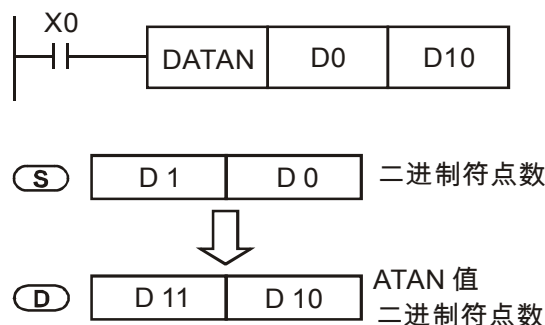 X0
DATAN D0 D10
S D 1 D 0 二进制符点数
D D 11 D 10 ATAN 值
二进制符点数